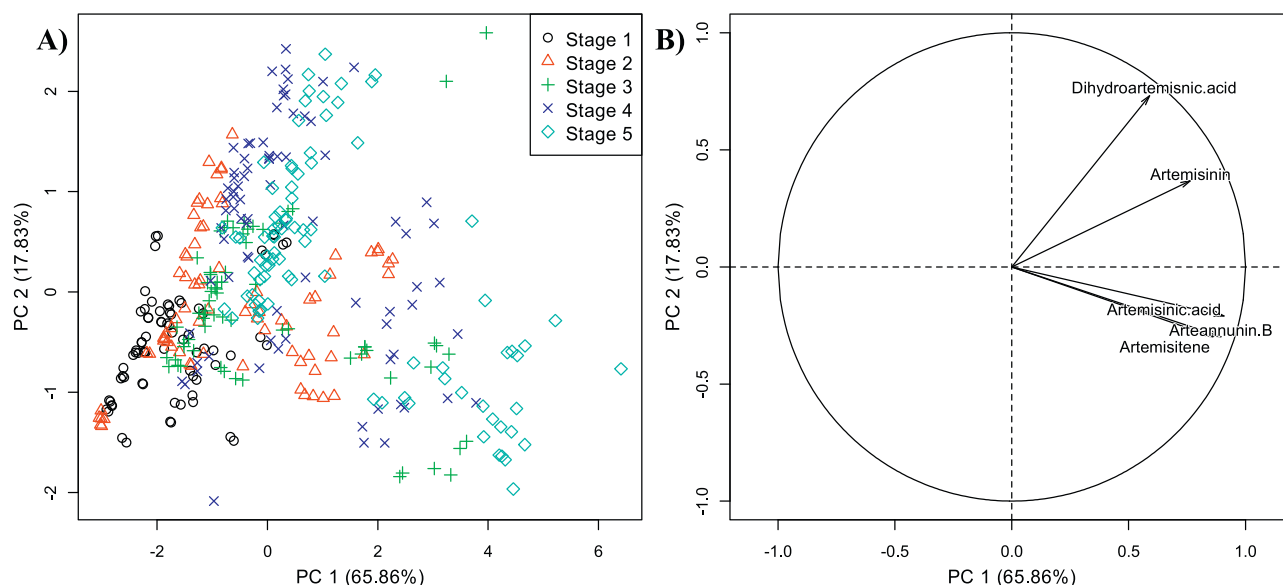 A)
Stage 1
Stage 2
Stage 3
Stage 4
Stage 5
2
1
0
-1
-2
PC 2 (17.83%)
-2
0
2
4
6
PC 1 (65.86%)
B)
1.0
0.5
0.0
-0.5
-1.0
PC 2 (17.83%)
Dihydroartemisnic.acid
Artemisinin
Artemisinic.acid
Arteannunin.B
Artemisitene
-1.0
-0.5
0.0
0.5
1.0
PC 1 (65.86%)